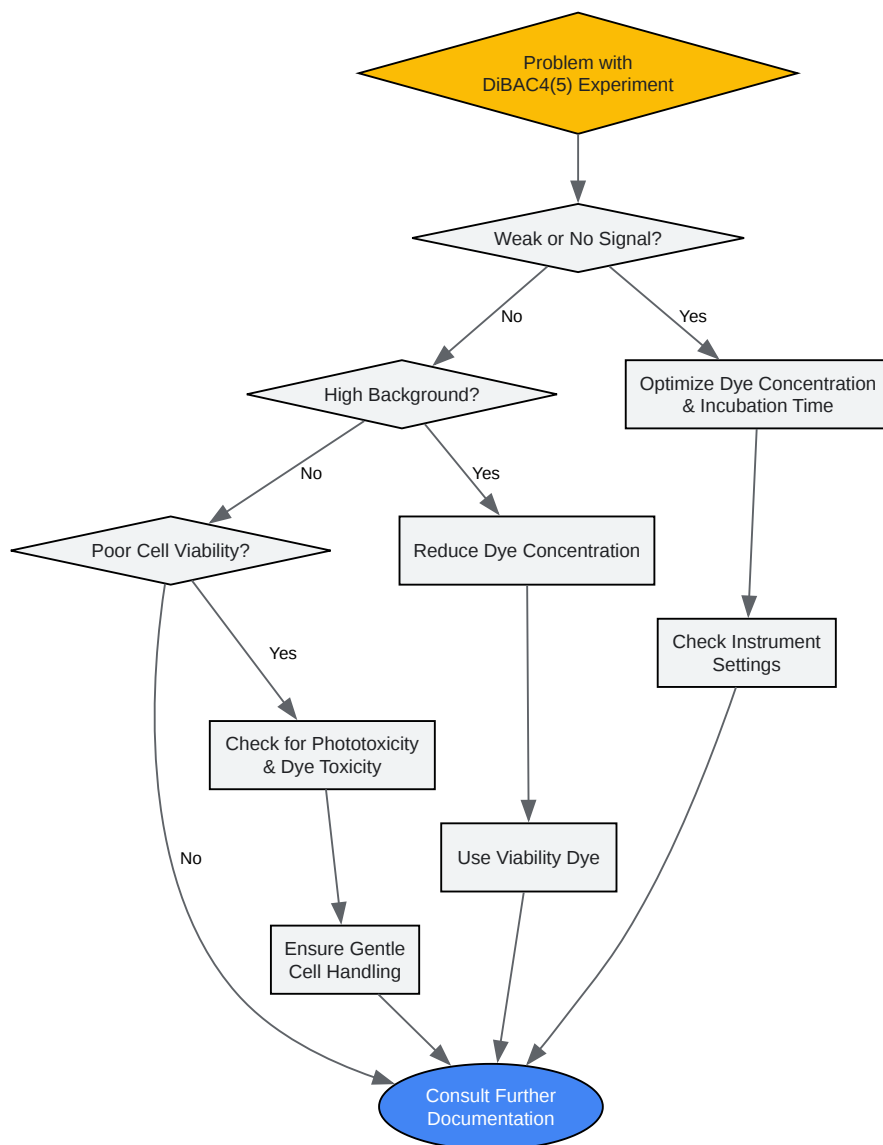 Problem with
DiBAC4(5) Experiment
Weak or No Signal?
No
Yes
High Background?
Optimize Dye Concentration
& Incubation Time
No
Yes
Poor Cell Viability?
Reduce Dye Concentration
Yes
Check Instrument
Settings
Check for Phototoxicity
& Dye Toxicity
No
Use Viability Dye
Ensure Gentle
Cell Handling
Consult Further
Documentation